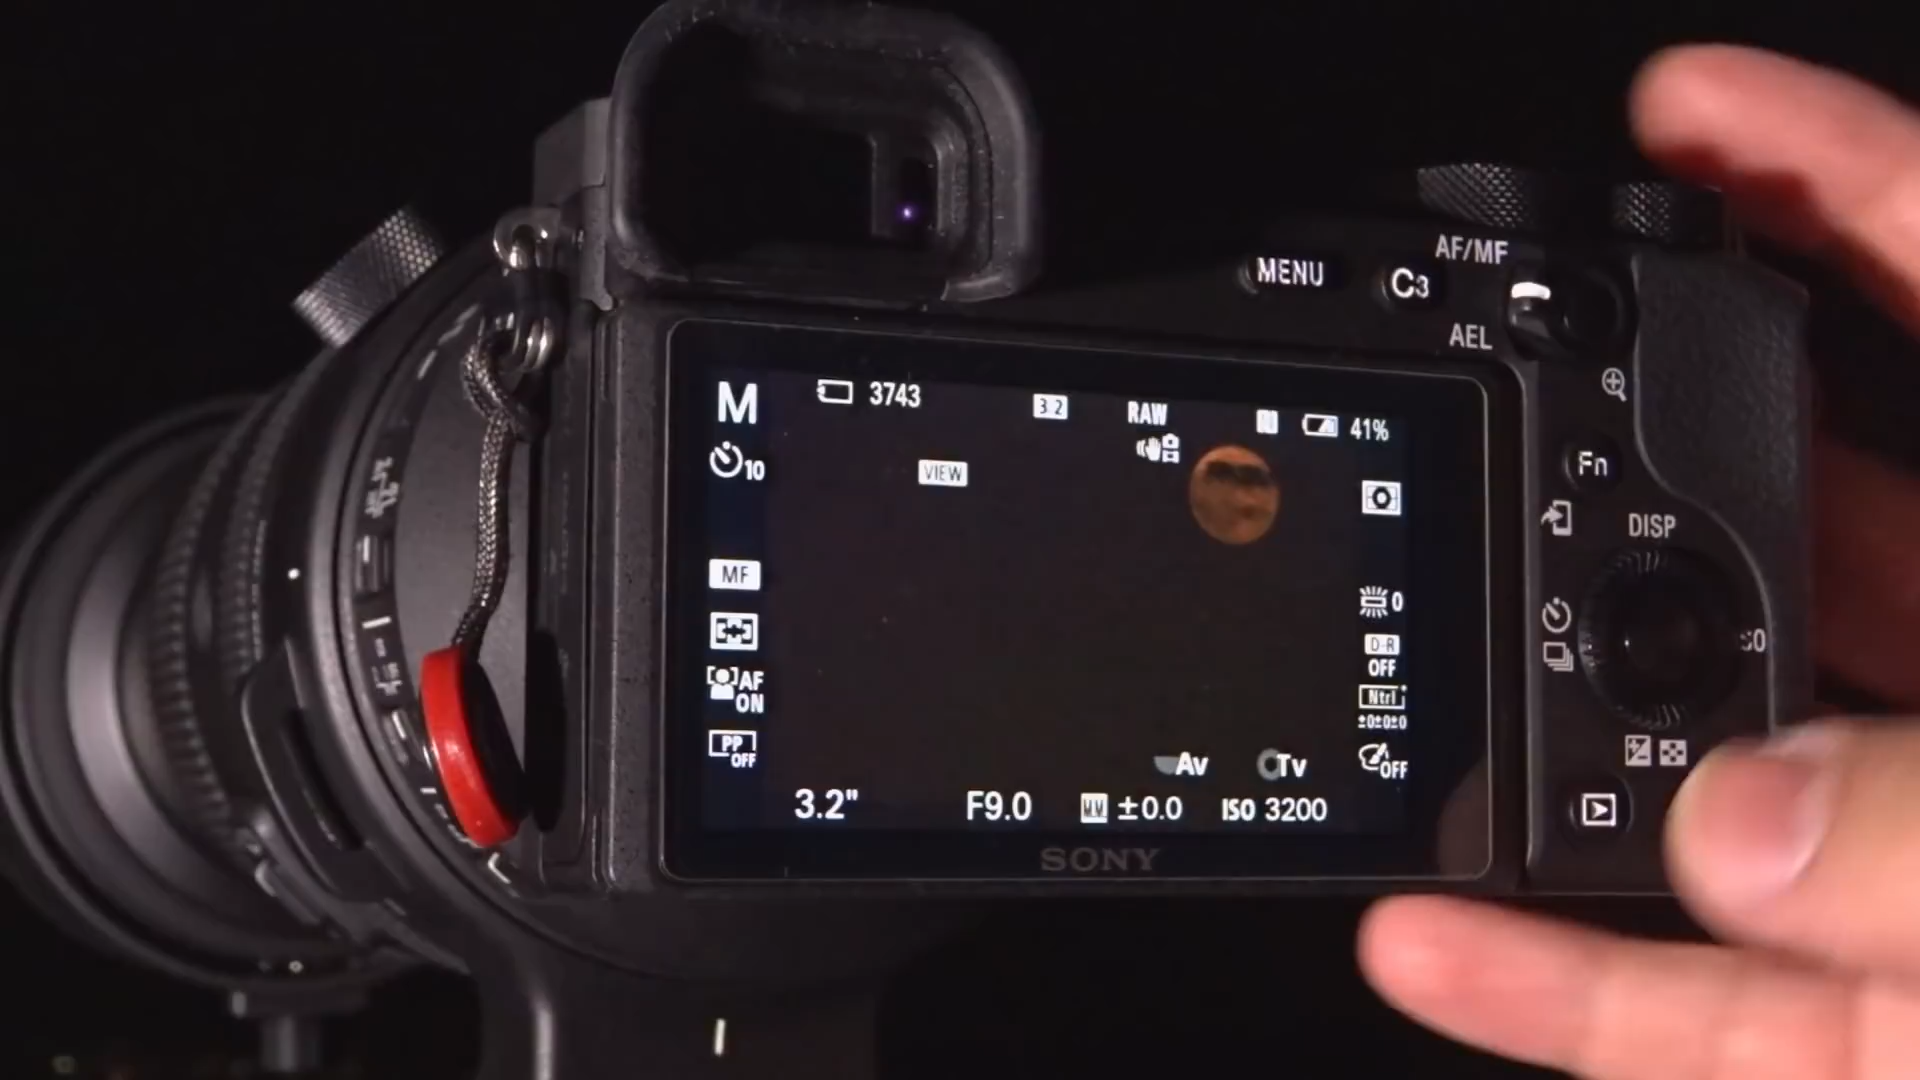 AF/MF
MENU
C3
AEL
M
3743
3:2
RAW
N
41%
10
VIEW
Fn
DISP
MF
0
D-R
OFF
AF
ON
Ntrl
±0±0±0
PP
OFF
Av
Tv
OFF
3.2"
F9.0
±0.0
ISO 3200
SONY